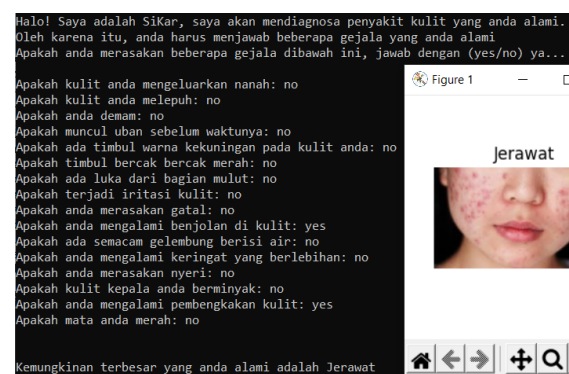 Halo! Saya adalah SiKar, saya akan mendiagnosa penyakit kulit yang anda alami.
Oleh karena itu, anda harus menjawab beberapa gejala yang anda alami
Apakah anda merasakan beberapa gejala dibawah ini, jawab dengan (yes/no) ya...
Apakah kulit anda mengeluarkan nanah: no
Apakah kulit anda melepuh: no
Apakah anda demam: no
Apakah muncul uban sebelum waktunya: no
Apakah ada timbul warna kekuningan pada kulit anda: no
Apakah timbul bercak bercak merah: no
Apakah ada luka dari bagian mulut: no
Apakah terjadi iritasi kulit: no
Apakah anda merasakan gatal: no
Apakah anda mengalami benjolan di kulit: yes
Apakah ada semacam gelembung berisi air: no
Apakah anda mengalami keringat yang berlebihan: no
Apakah anda merasakan nyeri: no
Apakah kulit kepala anda berminyak: no
Apakah anda mengalami pembengkakan kulit: yes
Apakah mata anda merah: no
Kemungkinan terbesar yang anda alami adalah Jerawat
Figure 1
Jerawat